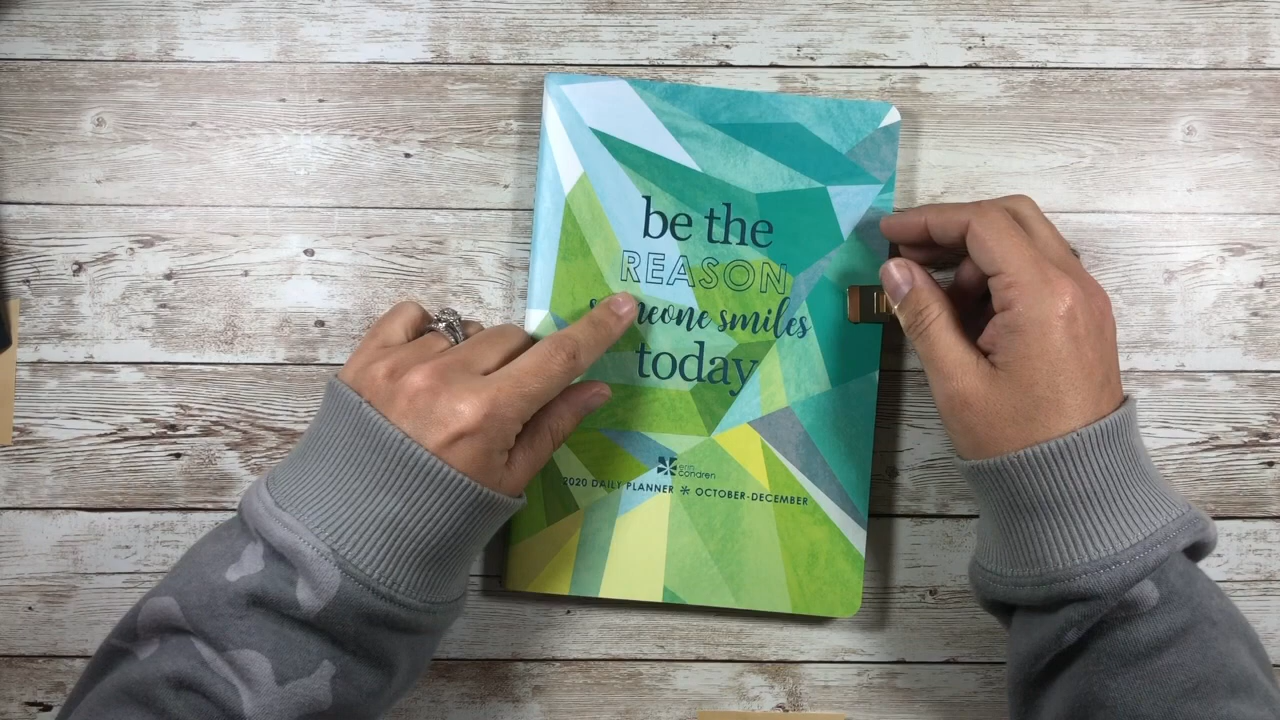 be the
REASON
someone smiles
today
erin
condren
2020 DAILY PLANNER * OCTOBER-DECEMBER